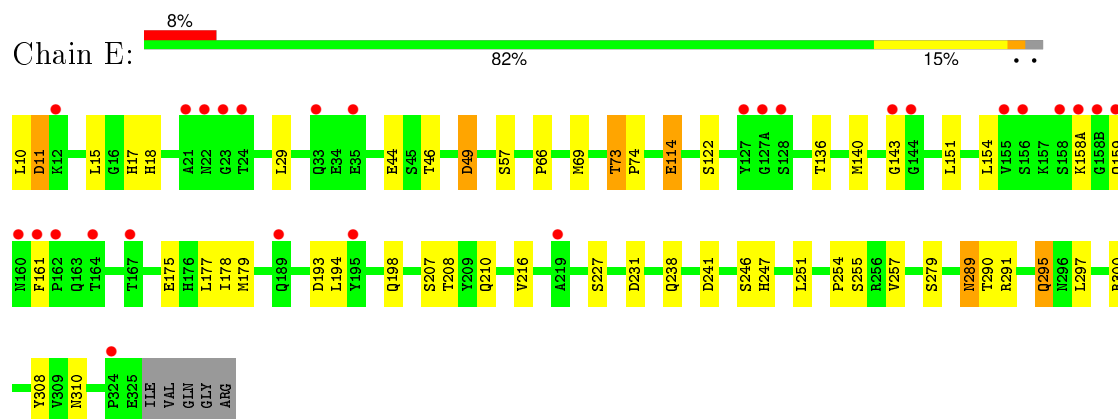 8%
Chain E:
82% 15% • •
L10 D11 K12 L15 G16 H17 H18 A21 N22 G23 T24 L29 Q33 E34 E35 E44 S45 T46 D49 S57 P66 M69 T73 P74 E114 S122 Y127 G127A S128 T136 M140 G143 G144 L151 L154 V155 S156 K157 S158 K158A G158B Q159
N160 F161 P162 Q163 T164 T167 E175 H176 L177 I178 M179 Q189 D193 L194 Y195 Q198 S207 T208 Y209 Q210 V216 A219 S227 D231 Q238 D241 S246 H247 L251 P254 S255 R256 V257 S279 N289 T290 R291 Q295 N296 L297 R300
Y308 V309 N310 P324 E325 ILE VAL GLN GLY ARG